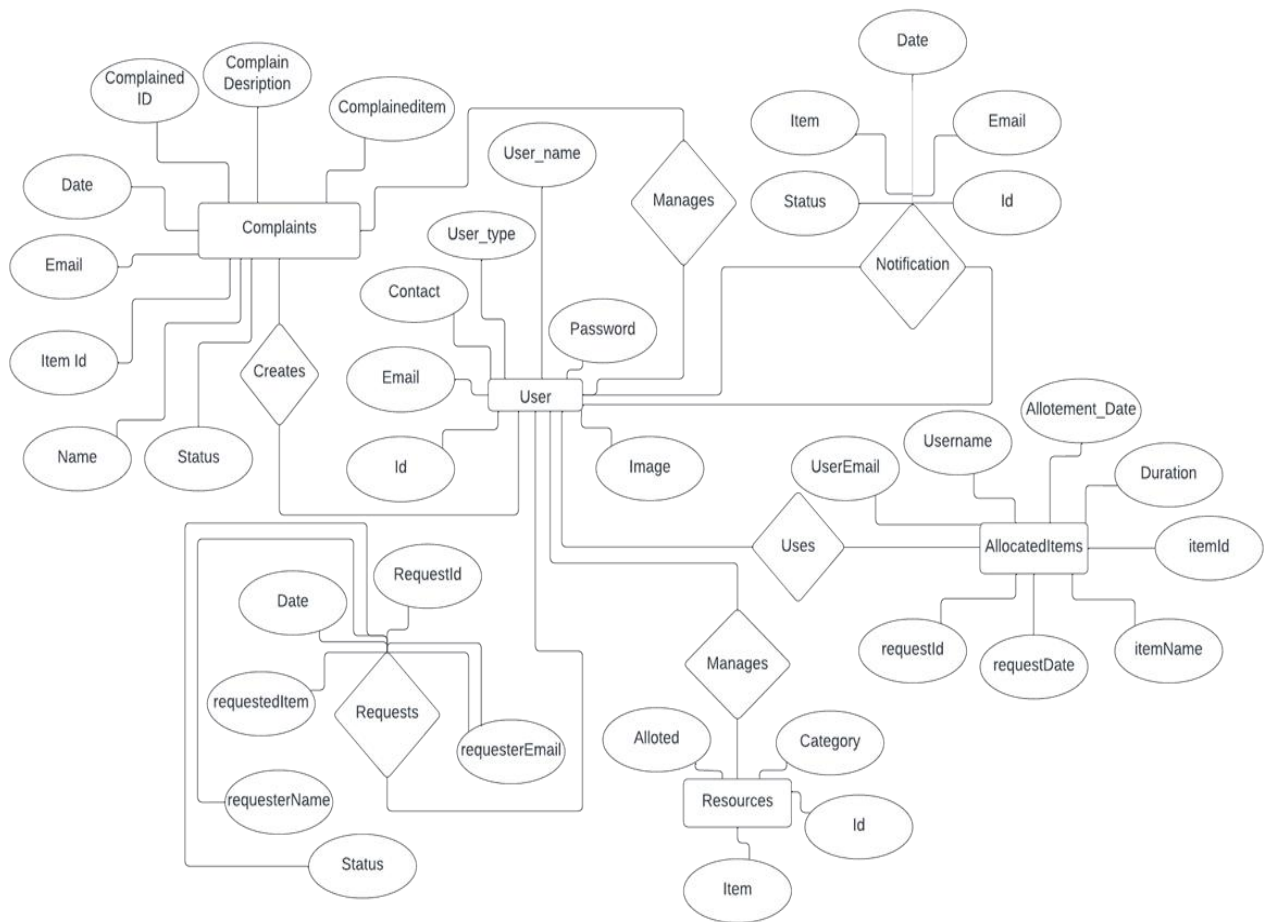 Date
Complain
Desription
Complained
ID
Complaineditem
Item
Email
User_name
Date
Manages
Status
Id
Complaints
User_type
Email
Notification
Contact
Password
Item Id
Creates
Email
User
Allotement_Date
Username
Name
Status
Id
Image
UserEmail
Duration
Uses
AllocatedItems
itemId
RequestId
Date
requestId
requestDate
itemName
Manages
requestedItem
Requests
Alloted
Category
requesterEmail
requesterName
Resources
Id
Status
Item